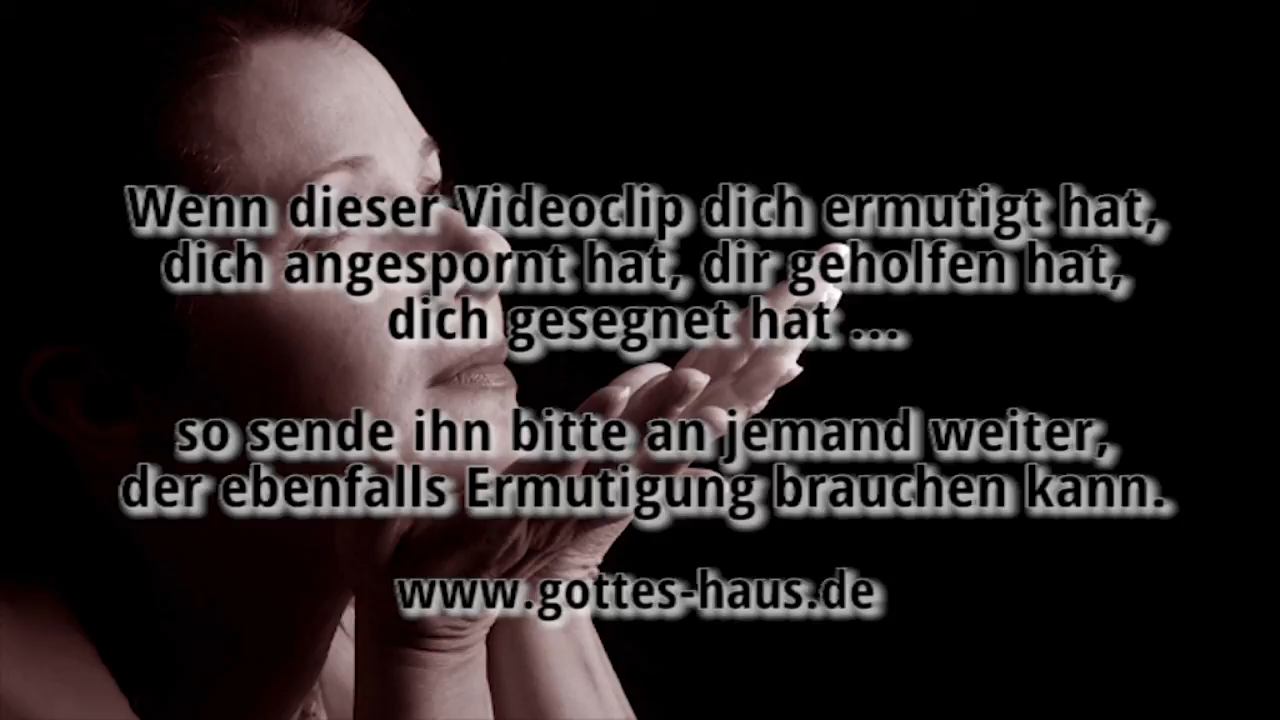 Wenn dieser Videoclip dich ermutigt hat,
dich angespornt hat, dir geholfen hat,
dich gesegnet hat ...
so sende ihn bitte an jemand weiter,
der ebenfalls Ermutigung brauchen kann.
www.gottes-haus.de